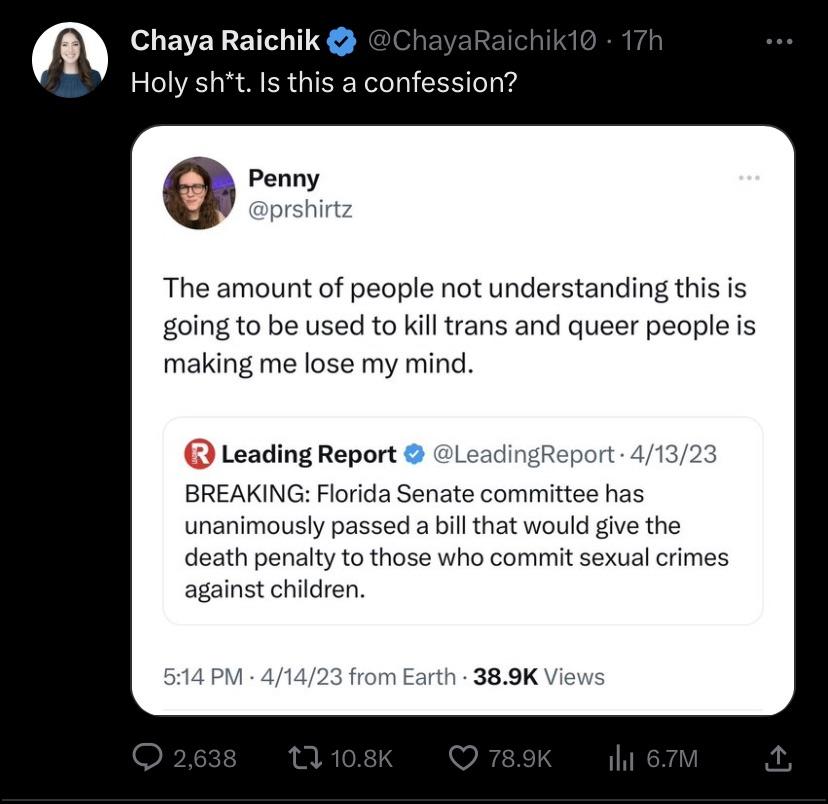 Chaya Raichik @ChayaRaichik10 · 17h
Holy sh*t. Is this a confession?
Penny
@prshirtz
The amount of people not understanding this is
going to be used to kill trans and queer people is
making me lose my mind.
Leading Report @LeadingReport · 4/13/23
BREAKING: Florida Senate committee has
unanimously passed a bill that would give the
death penalty to those who commit sexual crimes
against children.
5:14 PM · 4/14/23 from Earth · 38.9K Views
2,638 10.8K 78.9K 6.7M